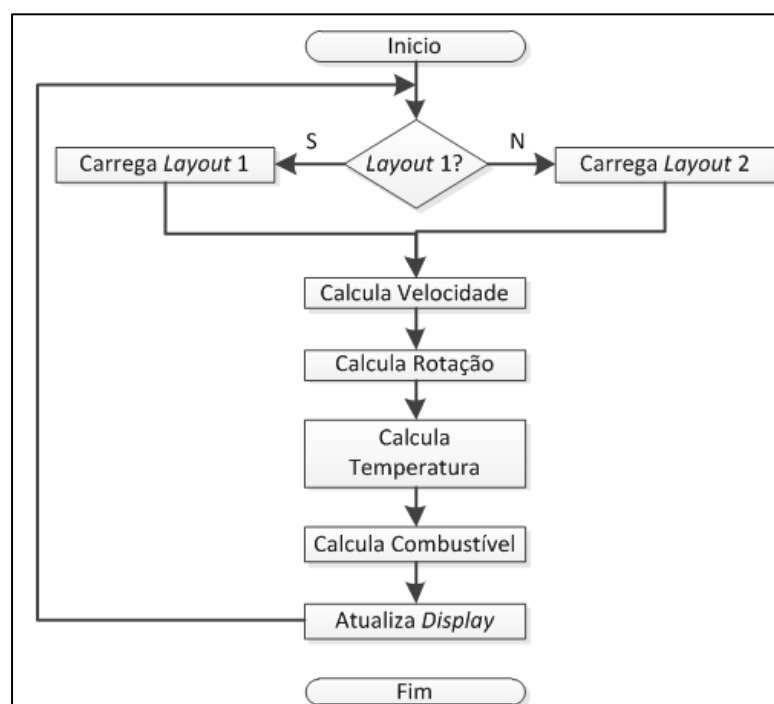 Inicio
S
N
Carrega Layout 1
Layout 1?
Carrega Layout 2
Calcula Velocidade
Calcula Rotação
Calcula
Temperatura
Calcula Combustível
Atualiza Display
Fim